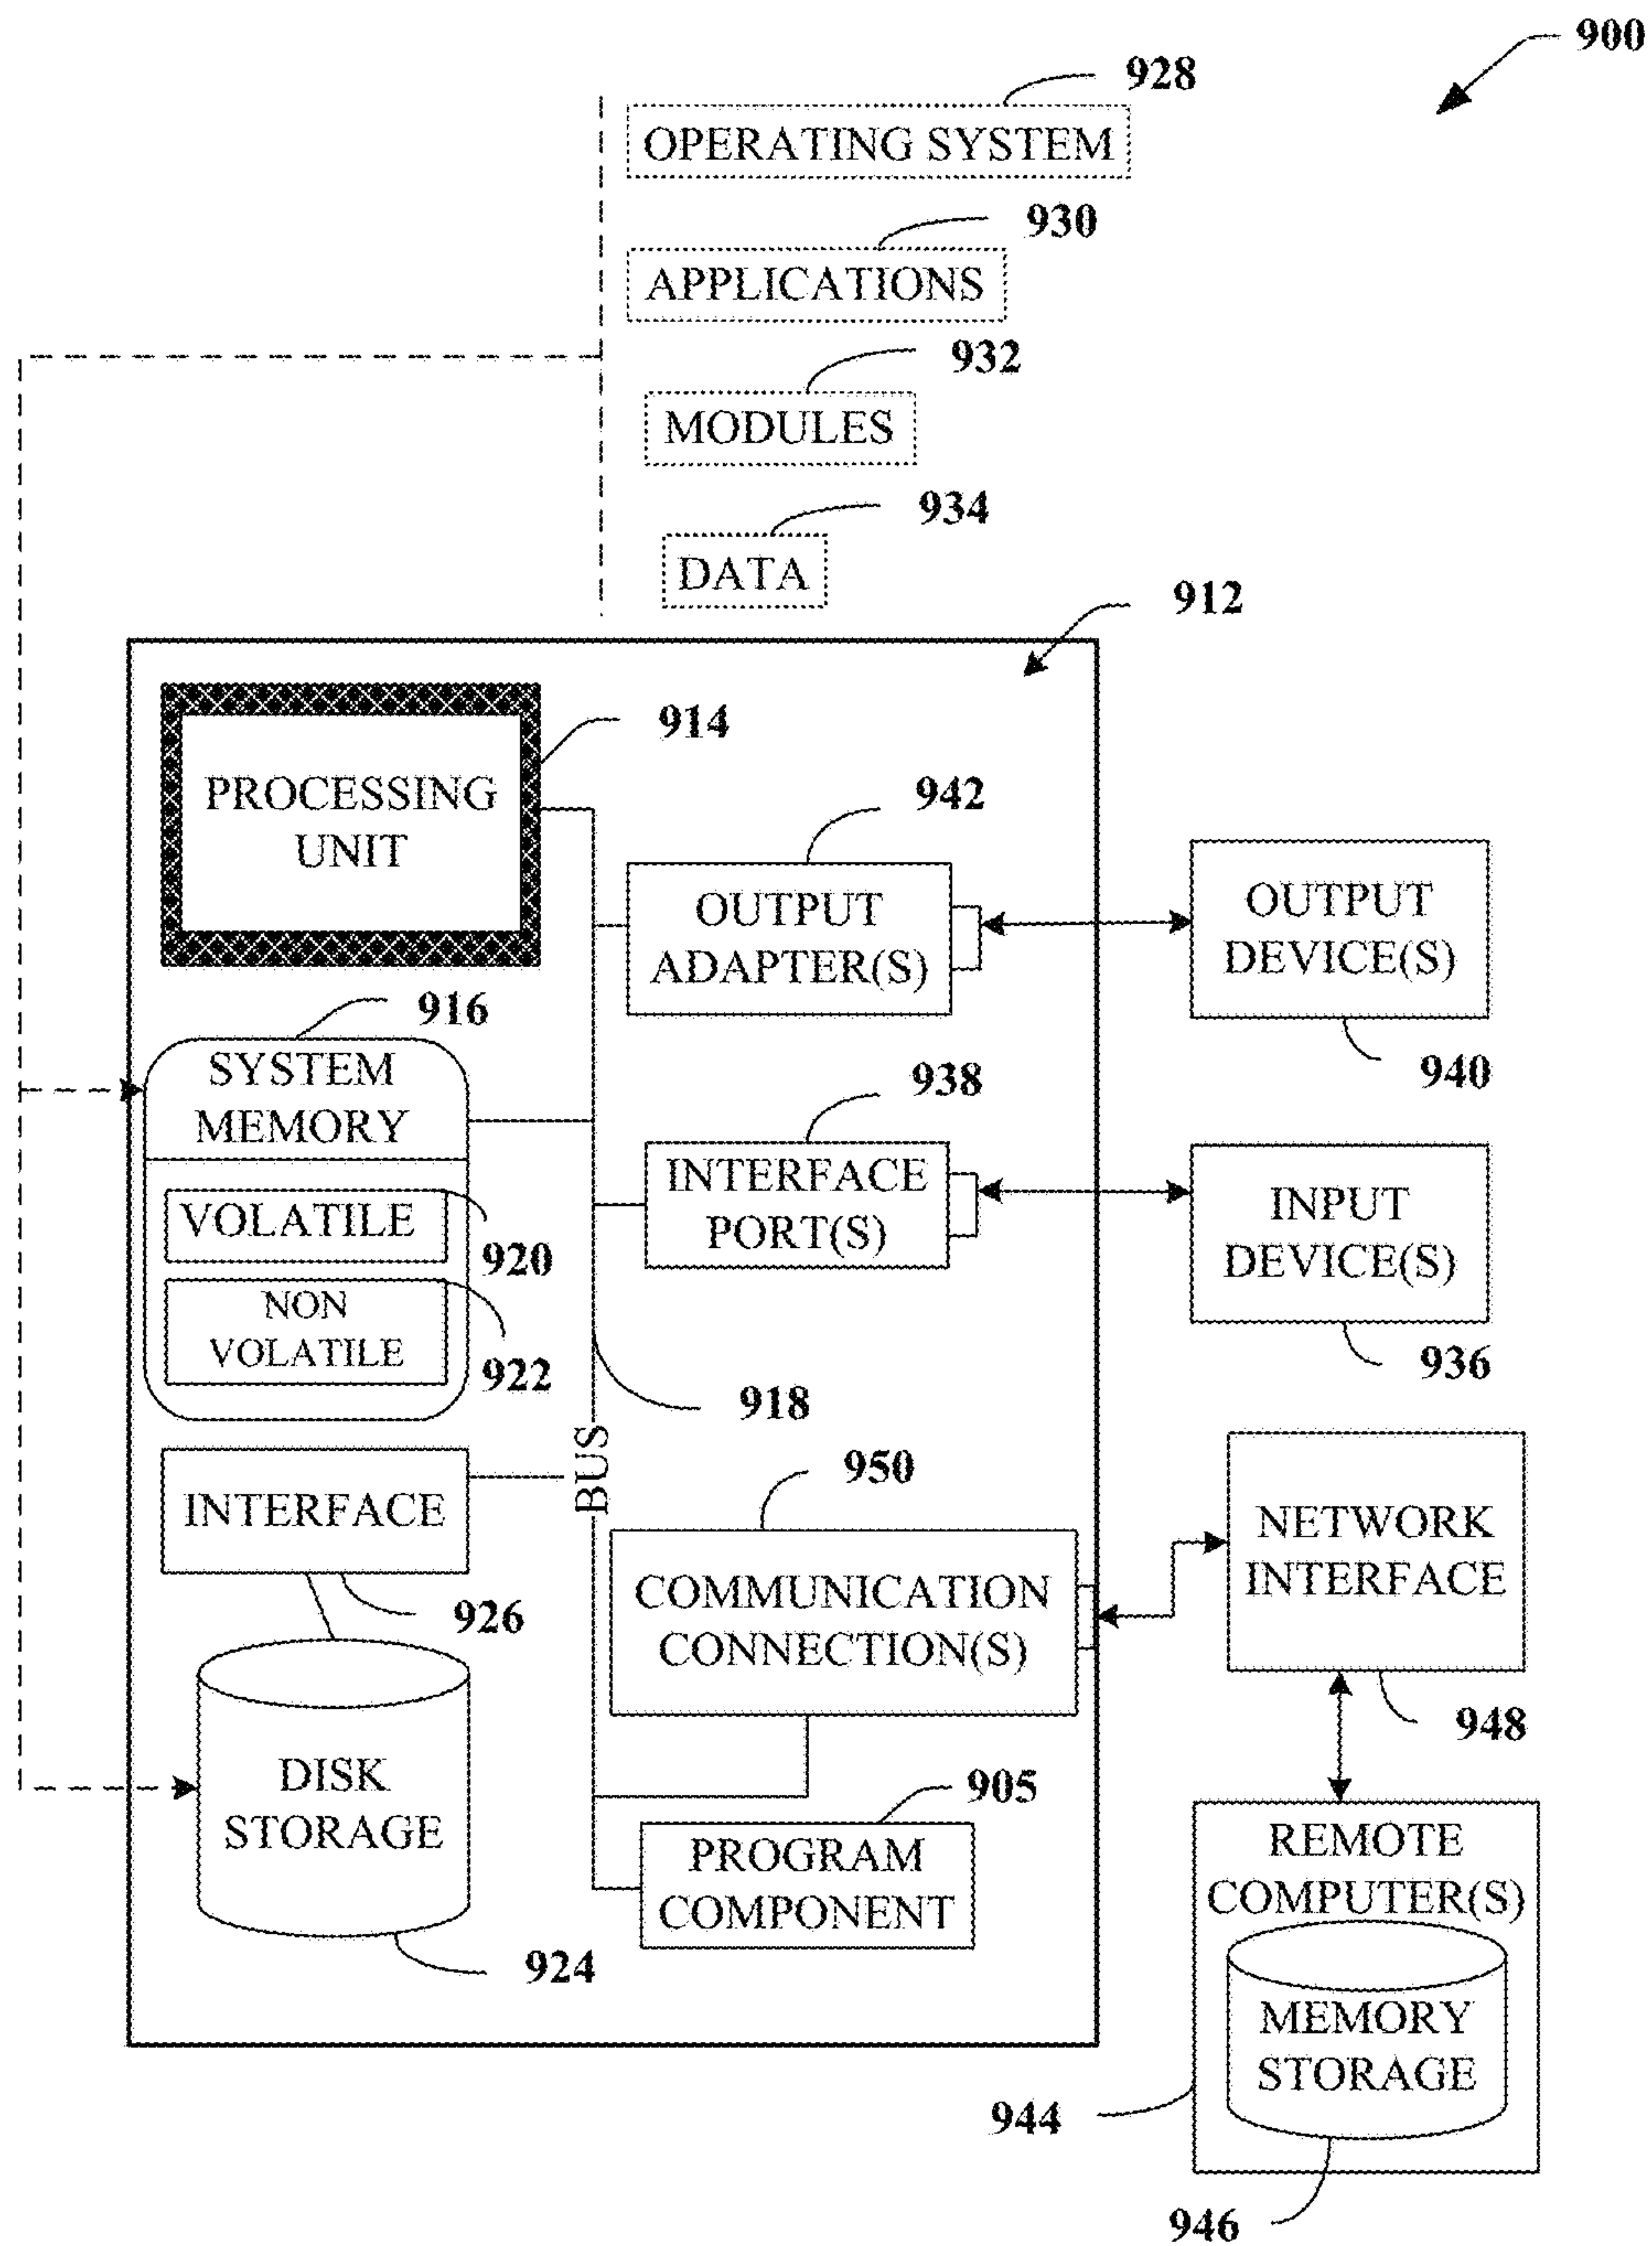 900
928
OPERATING SYSTEM
930
APPLICATIONS
932
MODULES
934
DATA
912
914
PROCESSING
UNIT
942
OUTPUT
ADAPTER(S)
OUTPUT
DEVICE(S)
940
916
SYSTEM
MEMORY
VOLATILE
920
NON
VOLATILE
922
938
INTERFACE
PORT(S)
INPUT
DEVICE(S)
936
918
BUS
INTERFACE
926
950
COMMUNICATION
CONNECTION(S)
NETWORK
INTERFACE
948
DISK
STORAGE
924
905
PROGRAM
COMPONENT
REMOTE
COMPUTER(S)
MEMORY
STORAGE
944
946